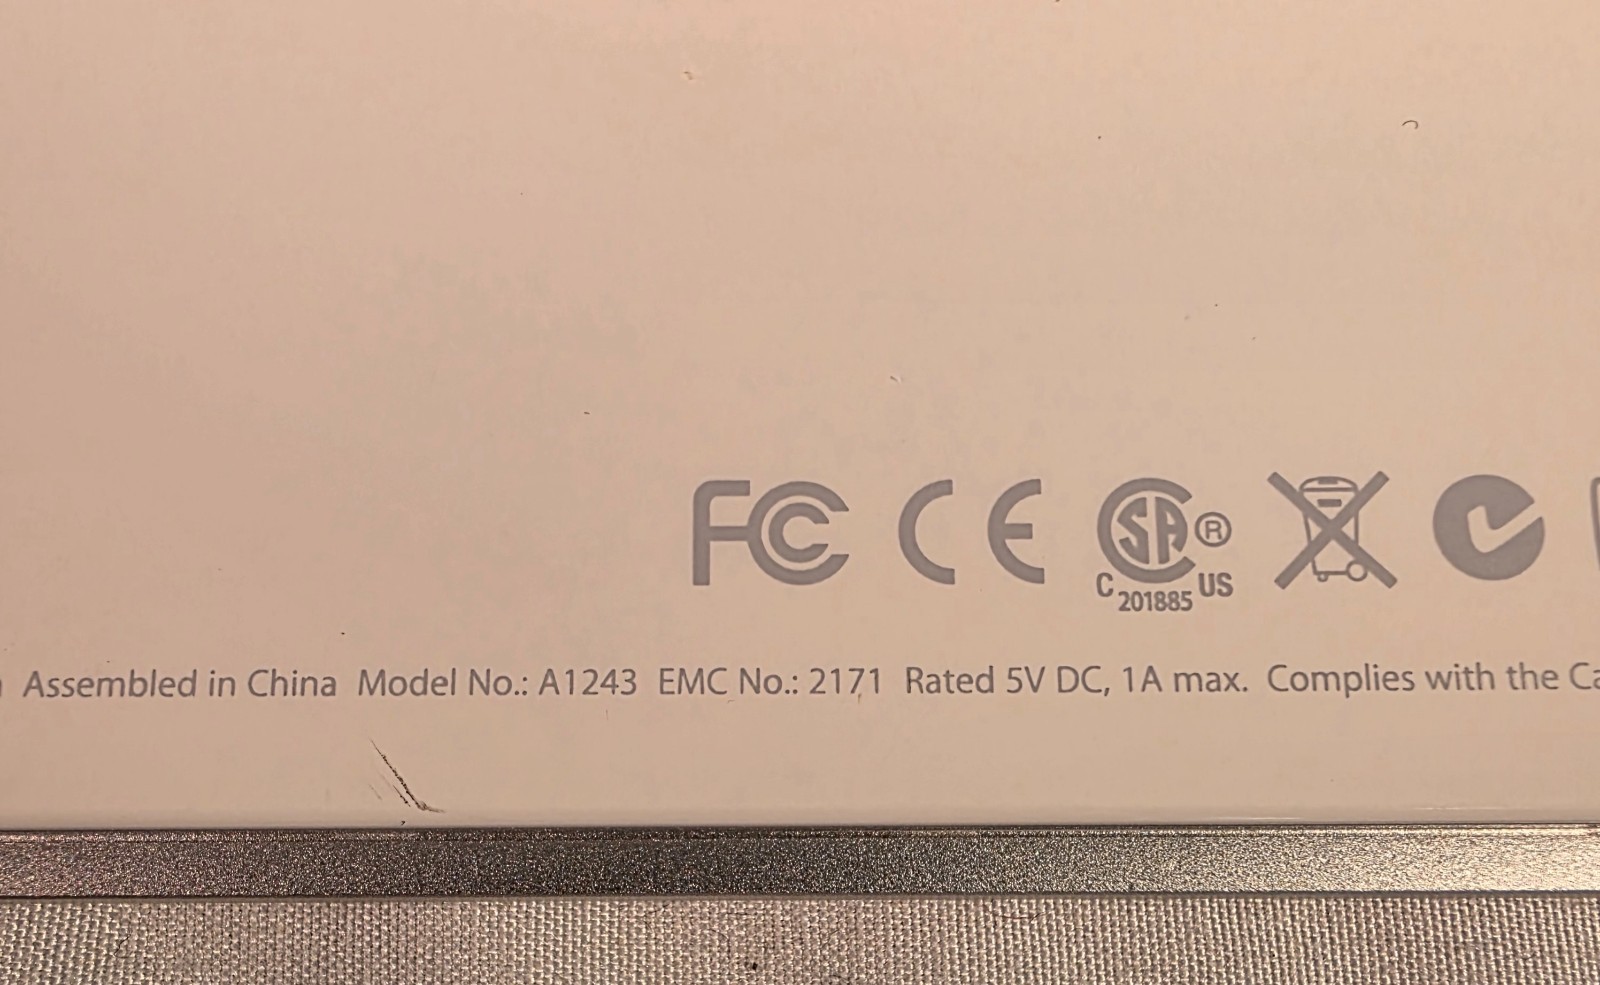 FC CE SA®
C 201885 US
Assembled in China Model No.: A1243 EMC No.: 2171 Rated 5V DC, 1A max. Complies with the